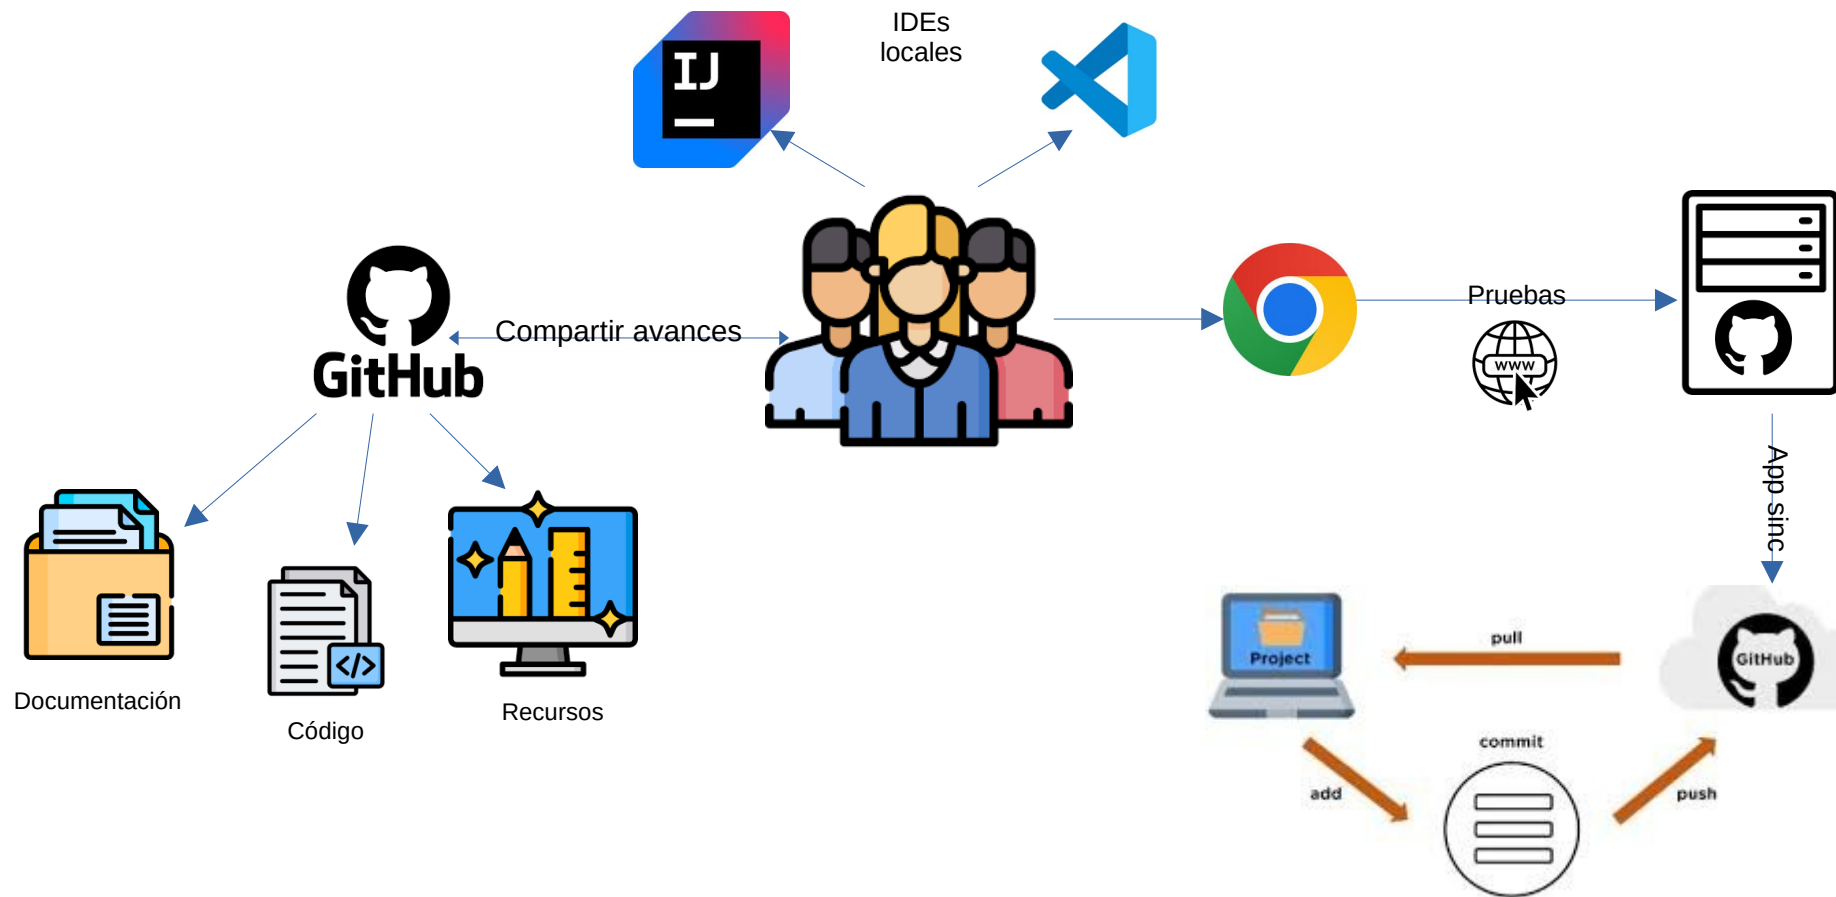 IDEs
locales
IJ
Compartir avances
GitHub
Pruebas
www
App sinc
Documentación
Código
Recursos
Project
pull
GitHub
commit
add
push